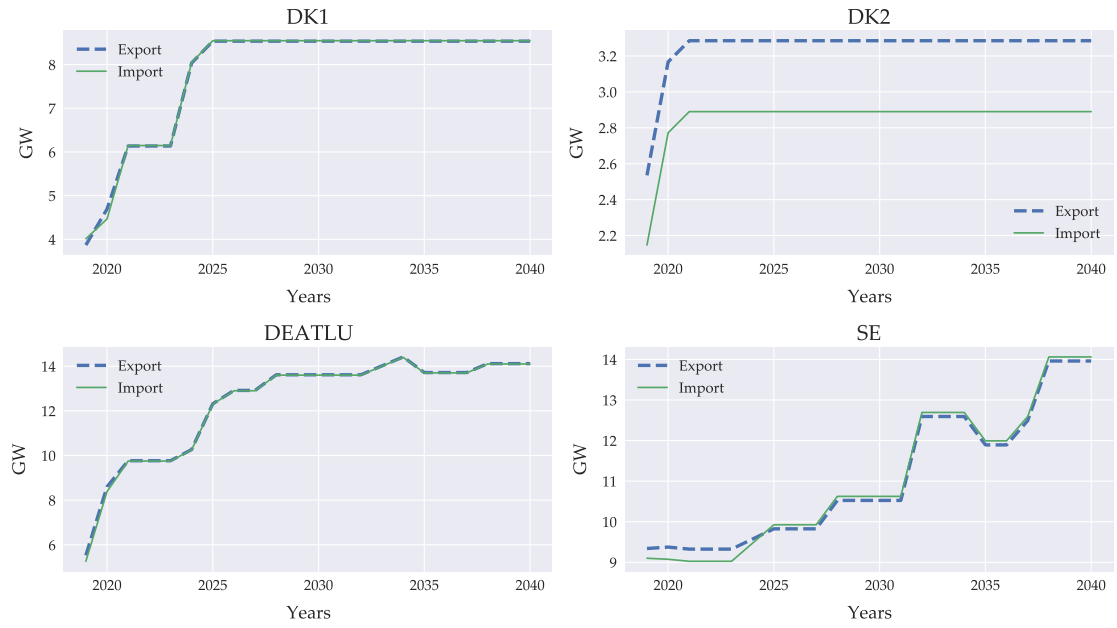 DK1
Export
Import
8
7
6
5
4
GW
2020 2025 2030 2035 2040
Years
DK2
3.2
3.0
2.8
2.6
2.4
2.2
GW
Export
Import
2020 2025 2030 2035 2040
Years
DEATLU
Export
Import
14
12
10
8
6
GW
2020 2025 2030 2035 2040
Years
SE
Export
Import
14
13
12
11
10
9
GW
2020 2025 2030 2035 2040
Years